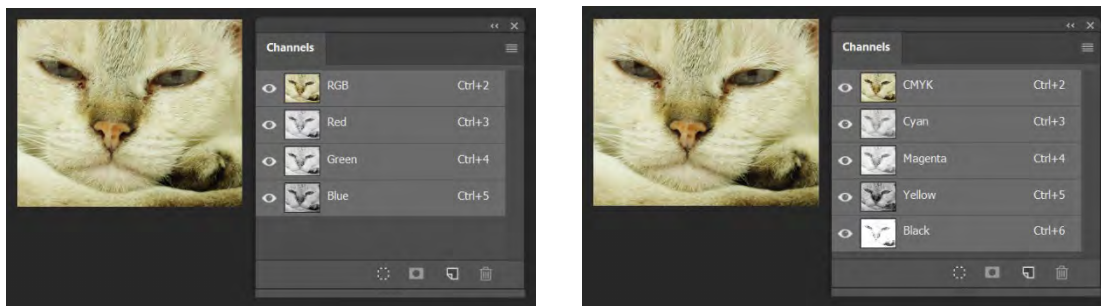 Channels
RGB Ctrl+2
Red Ctrl+3
Green Ctrl+4
Blue Ctrl+5
Channels
CMYK Ctrl+2
Cyan Ctrl+3
Magenta Ctrl+4
Yellow Ctrl+5
Black Ctrl+6